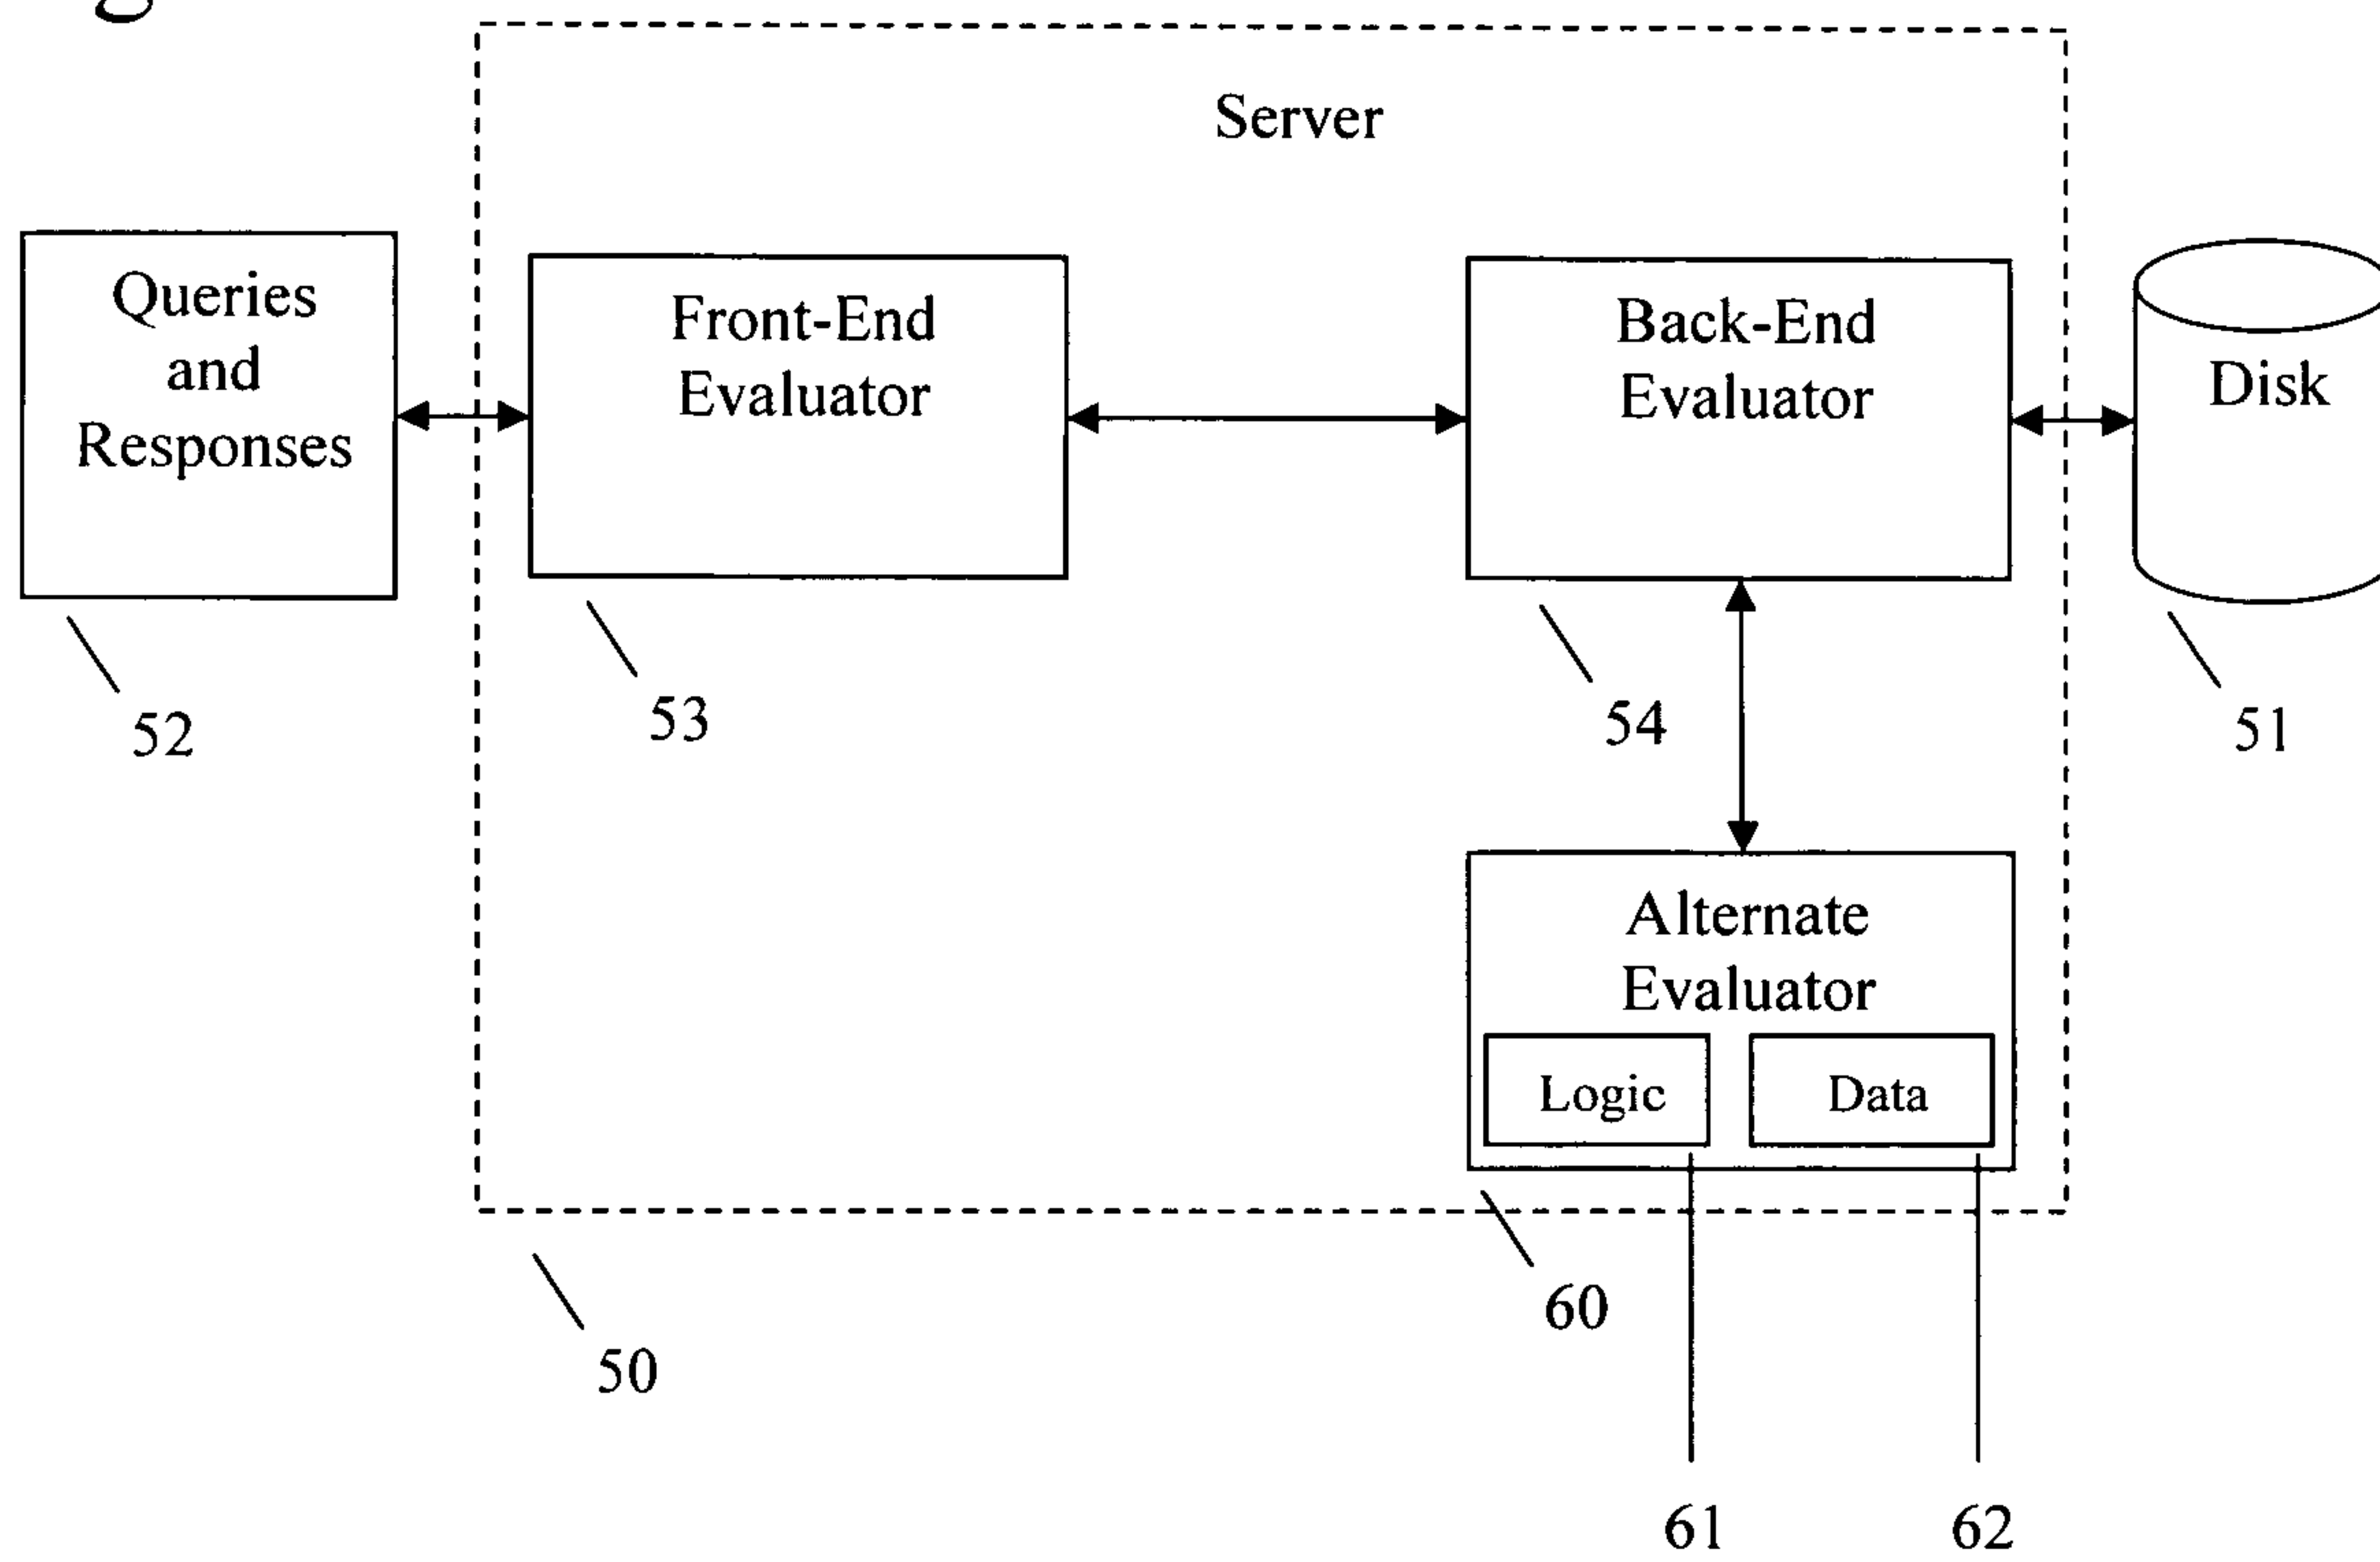 Server
Queries
and
Responses
Front-End
Evaluator
Back-End
Evaluator
Disk
52
53
54
51
Alternate
Evaluator
Logic
Data
60
50
61
62